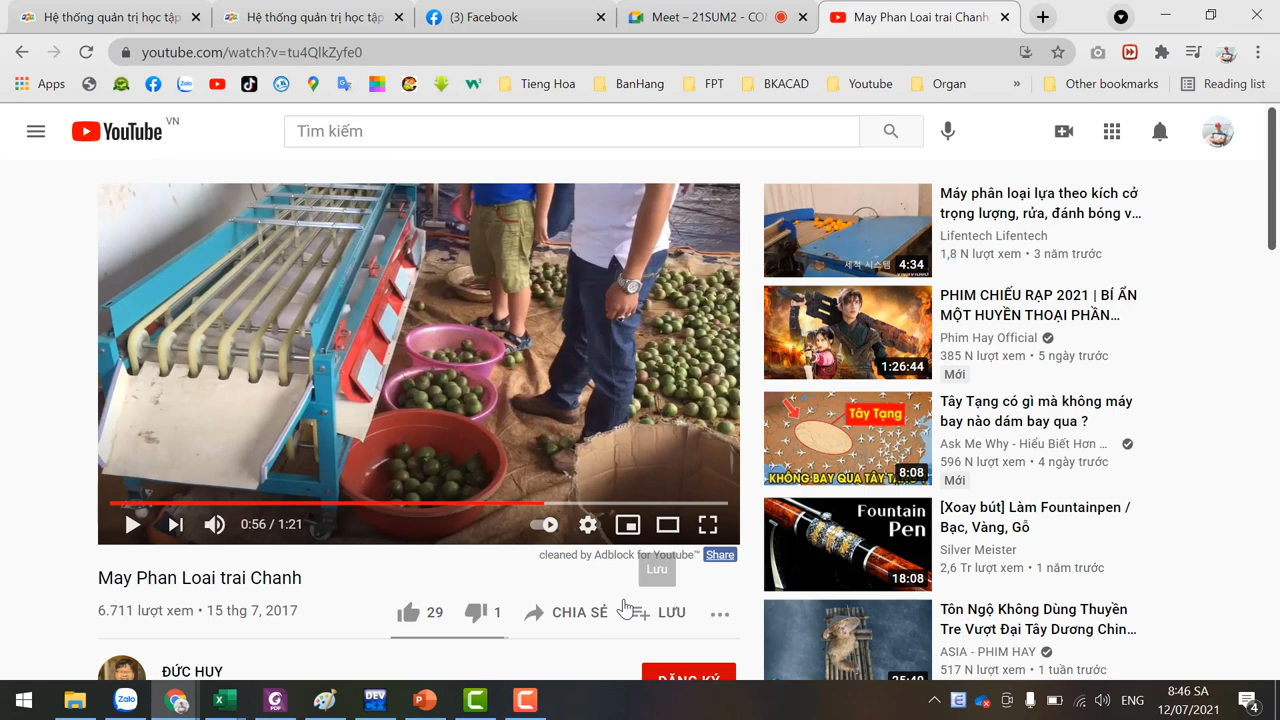 Hệ thống quản trị học tập
Hệ thống quản trị học tập
(3) Facebook
Meet – 21SUM2 - CO
May Phan Loai trai Chanh
youtube.com/watch?v=tu4QlkZyfe0
Apps
Tieng Hoa
BanHang
FPT
BKACAD
Youtube
Organ
»
Other bookmarks
Reading list
YouTube VN
Tìm kiếm
Máy phân loại lựa theo kích cở
trọng lượng, rửa, đánh bóng v...
Lifentech Lifentech
1,8 N lượt xem • 3 năm trước
세척 시스템
4:34
PHIM CHIẾU RẠP 2021 | BÍ ẨN
MỘT HUYỀN THOẠI PHẦN...
Phim Hay Official
385 N lượt xem • 5 ngày trước
Mới
1:26:44
Tây Tạng có gì mà không máy
bay nào dám bay qua ?
Ask Me Why - Hiểu Biết Hơn ...
596 N lượt xem • 4 ngày trước
Mới
Tây Tạng
8:08
[Xoay bút] Làm Fountainpen /
Bạc, Vàng, Gỗ
Silver Meister
2,6 Tr lượt xem • 1 năm trước
Fountain
Pen
18:08
Tôn Ngộ Không Dùng Thuyền
Tre Vượt Đại Tây Dương Chin...
ASIA - PHIM HAY
517 N lượt xem • 1 tuần trước
0:56 / 1:21
cleaned by Adblock for Youtube™ Share
Lưu
May Phan Loai trai Chanh
6.711 lượt xem • 15 thg 7, 2017
29
1
CHIA SẺ
LƯU
ĐỨC HUY
ĐĂNG KÝ
Zalo
DEV
ENG
8:46 SA
12/07/2021
4